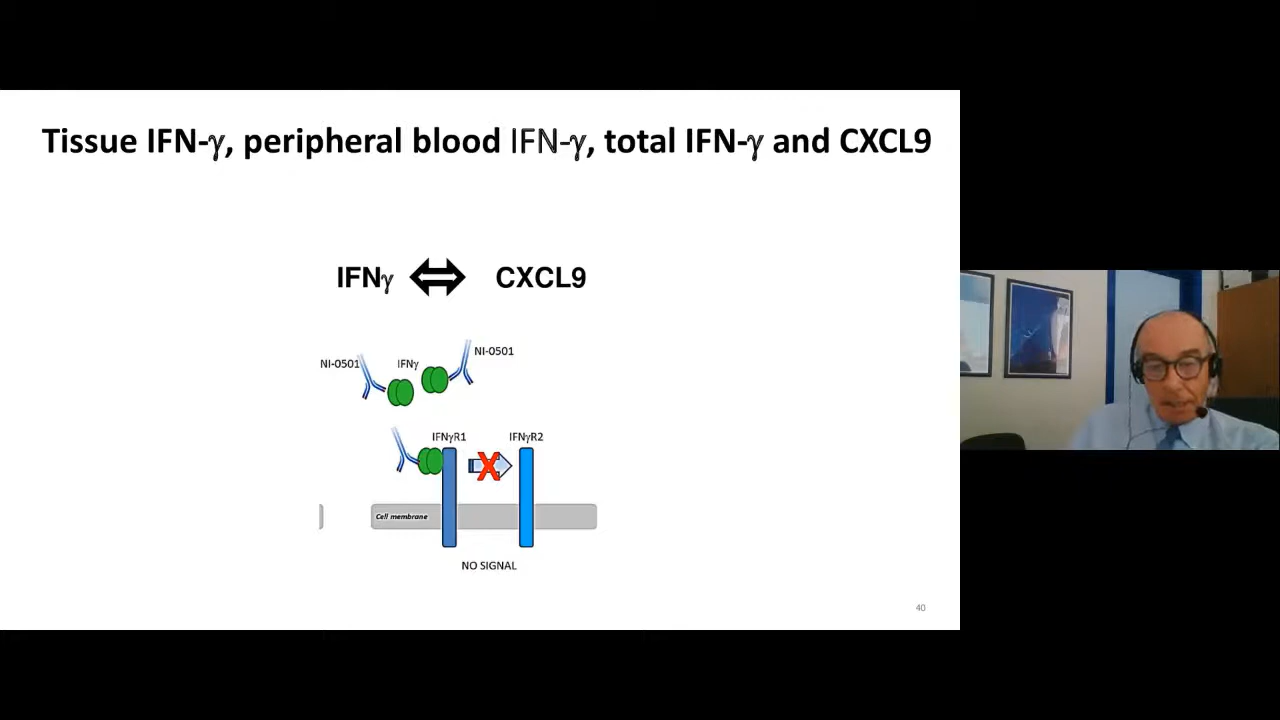 Tissue IFN-γ, peripheral blood IFN-γ, total IFN-γ and CXCL9
IFNγ CXCL9
NI-0501 IFNγ NI-0501
IFNγR1 IFNγR2
X
Cell membrane
NO SIGNAL
40